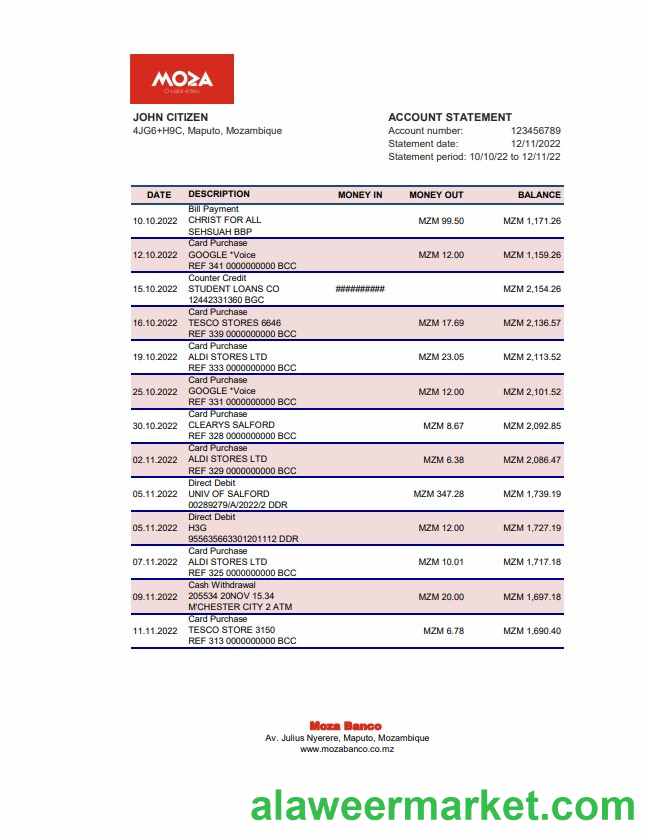 MOZA
JOHN CITIZEN
4JG6+H9C, Maputo, Mozambique
ACCOUNT STATEMENT
Account number: 123456789
Statement date: 12/11/2022
Statement period: 10/10/22 to 12/11/22
DATE DESCRIPTION MONEY IN MONEY OUT BALANCE
Bill Payment
10.10.2022 CHRIST FOR ALL MZM 99.50 MZM 1,171.26
SEHSUAH BBP
Card Purchase
12.10.2022 GOOGLE *Voice MZM 12.00 MZM 1,159.26
REF 341 0000000000 BCC
Counter Credit
15.10.2022 STUDENT LOANS CO ########## MZM 2,154.26
12442331360 BGC
Card Purchase
16.10.2022 TESCO STORES 6646 MZM 17.69 MZM 2,136.57
REF 339 0000000000 BCC
Card Purchase
19.10.2022 ALDI STORES LTD MZM 23.05 MZM 2,113.52
REF 333 0000000000 BCC
Card Purchase
25.10.2022 GOOGLE *Voice MZM 12.00 MZM 2,101.52
REF 331 0000000000 BCC
Card Purchase
30.10.2022 CLEARYS SALFORD MZM 8.67 MZM 2,092.85
REF 328 0000000000 BCC
Card Purchase
02.11.2022 ALDI STORES LTD MZM 6.38 MZM 2,086.47
REF 329 0000000000 BCC
Direct Debit
05.11.2022 UNIV OF SALFORD MZM 347.28 MZM 1,739.19
00289279/A/2022/2 DDR
Direct Debit
05.11.2022 H3G MZM 12.00 MZM 1,727.19
955635663301201112 DDR
Card Purchase
07.11.2022 ALDI STORES LTD MZM 10.01 MZM 1,717.18
REF 325 0000000000 BCC
Cash Withdrawal
09.11.2022 205534 20NOV 15.34 MZM 20.00 MZM 1,697.18
M'CHESTER CITY 2 ATM
Card Purchase
11.11.2022 TESCO STORE 3150 MZM 6.78 MZM 1,690.40
REF 313 0000000000 BCC
Moza Banco
Av. Julius Nyerere, Maputo, Mozambique
www.mozabanco.co.mz
alaweermarket.com